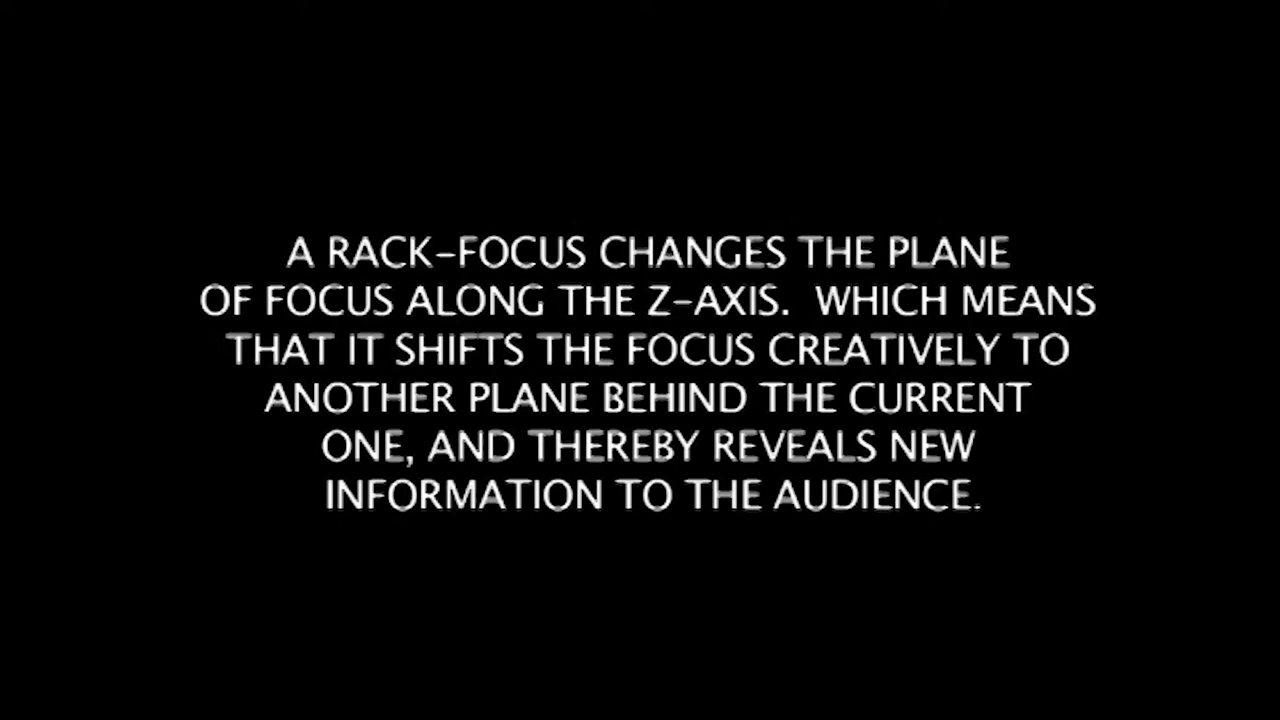 A RACK-FOCUS CHANGES THE PLANE
OF FOCUS ALONG THE Z-AXIS.  WHICH MEANS
THAT IT SHIFTS THE FOCUS CREATIVELY TO
ANOTHER PLANE BEHIND THE CURRENT
ONE, AND THEREBY REVEALS NEW
INFORMATION TO THE AUDIENCE.